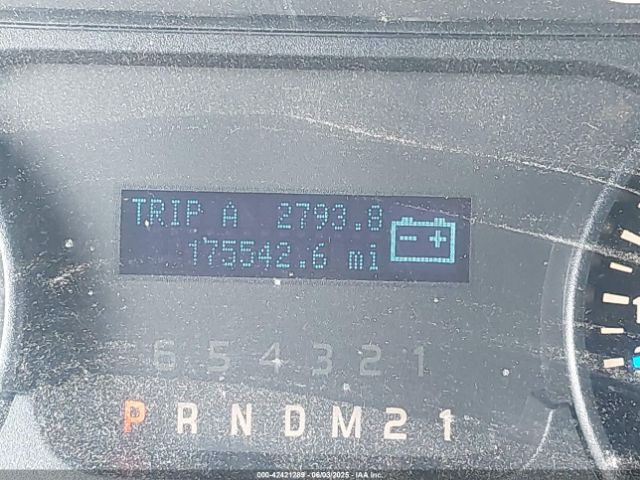 TRIP A 2793.8
175542.6 mi
6 5 4 3 2 1
P R N D M 2 1
000-42421289 - 06/03/2025 - IAA Inc.